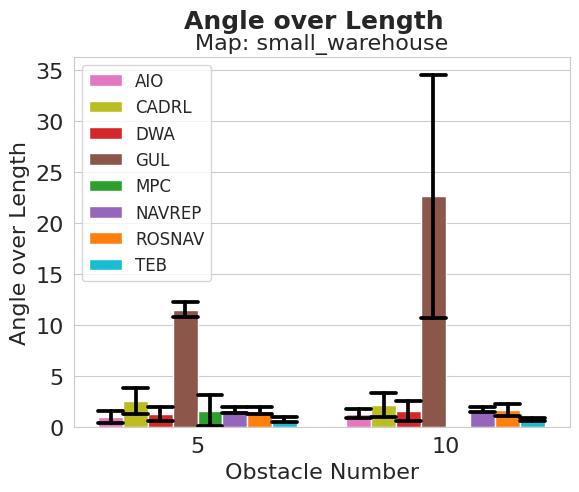 Angle over Length
Map: small_warehouse
35
30
25
20
15
10
5
0
Angle over Length
AIO
CADRL
DWA
GUL
MPC
NAVREP
ROSNAV
TEB
5
10
Obstacle Number